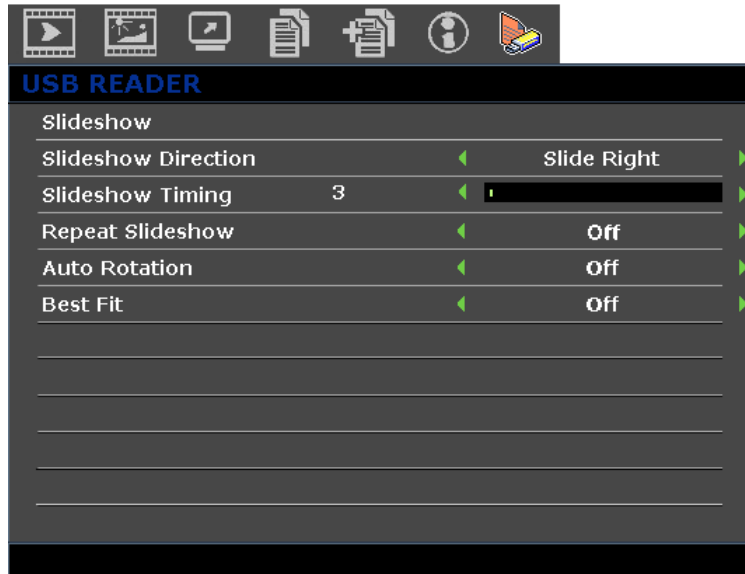 USB READER
Slideshow
Slideshow Direction Slide Right
Slideshow Timing 3
Repeat Slideshow Off
Auto Rotation Off
Best Fit Off